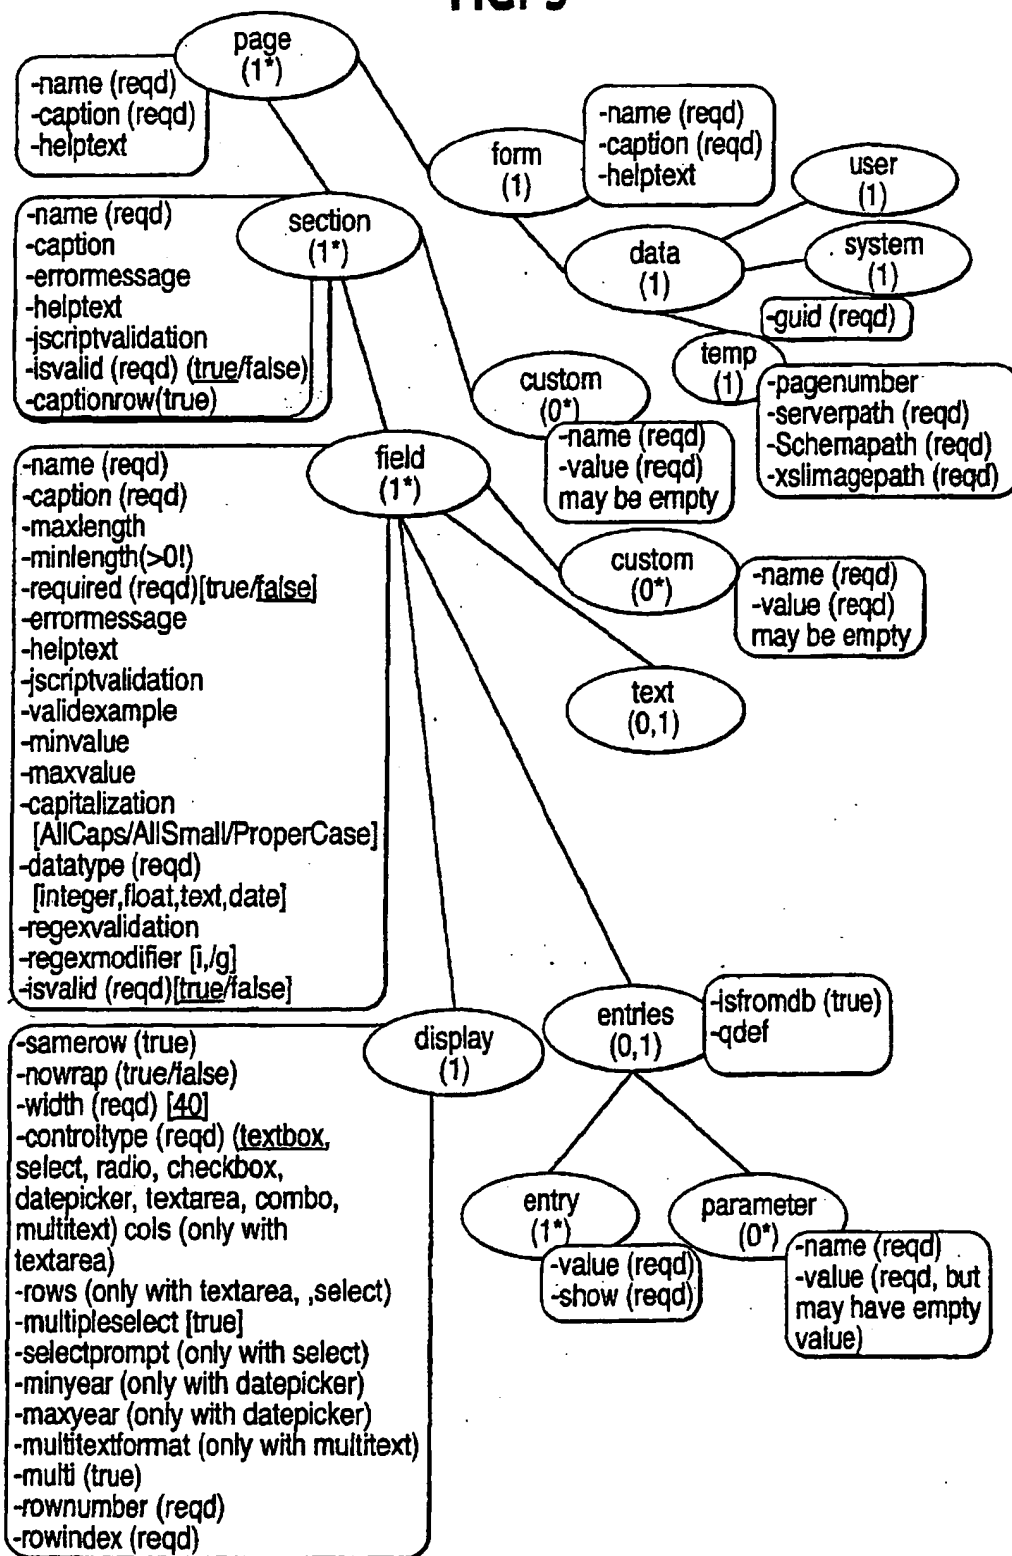 page
(1*)
-name (reqd)
-caption (reqd)
-helptext
form
(1)
-name (reqd)
-caption (reqd)
-helptext
user
(1)
data
(1)
system
(1)
-guid (reqd)
temp
(1)
-pagenumber
-serverpath (reqd)
-Schemapath (reqd)
-xslimagepath (reqd)
section
(1*)
-name (reqd)
-caption
-errormessage
-helptext
-jscriptvalidation
-isvalid (reqd) (true/false)
-captionrow(true)
custom
(0*)
-name (reqd)
-value (reqd)
may be empty
field
(1*)
-name (reqd)
-caption (reqd)
-maxlength
-minlength(>0!)
-required (reqd)[true/false]
-errormessage
-helptext
-jscriptvalidation
-validexample
-minvalue
-maxvalue
-capitalization
[AllCaps/AllSmall/ProperCase]
-datatype (reqd)
[integer,float,text,date]
-regexvalidation
-regexmodifier [i,/g]
-isvalid (reqd)[true/false]
custom
(0*)
-name (reqd)
-value (reqd)
may be empty
text
(0,1)
display
(1)
-samerow (true)
-nowrap (true/false)
-width (reqd) [40]
-controltype (reqd) (textbox,
select, radio, checkbox,
datepicker, textarea, combo,
multitext) cols (only with
textarea)
-rows (only with textarea, ,select)
-multipleselect [true]
-selectprompt (only with select)
-minyear (only with datepicker)
-maxyear (only with datepicker)
-multitextformat (only with multitext)
-multi (true)
-rownumber (reqd)
-rowindex (reqd)
entries
(0,1)
-isfromdb (true)
-qdef
entry
(1*)
-value (reqd)
-show (reqd)
parameter
(0*)
-name (reqd)
-value (reqd, but
may have empty
value)